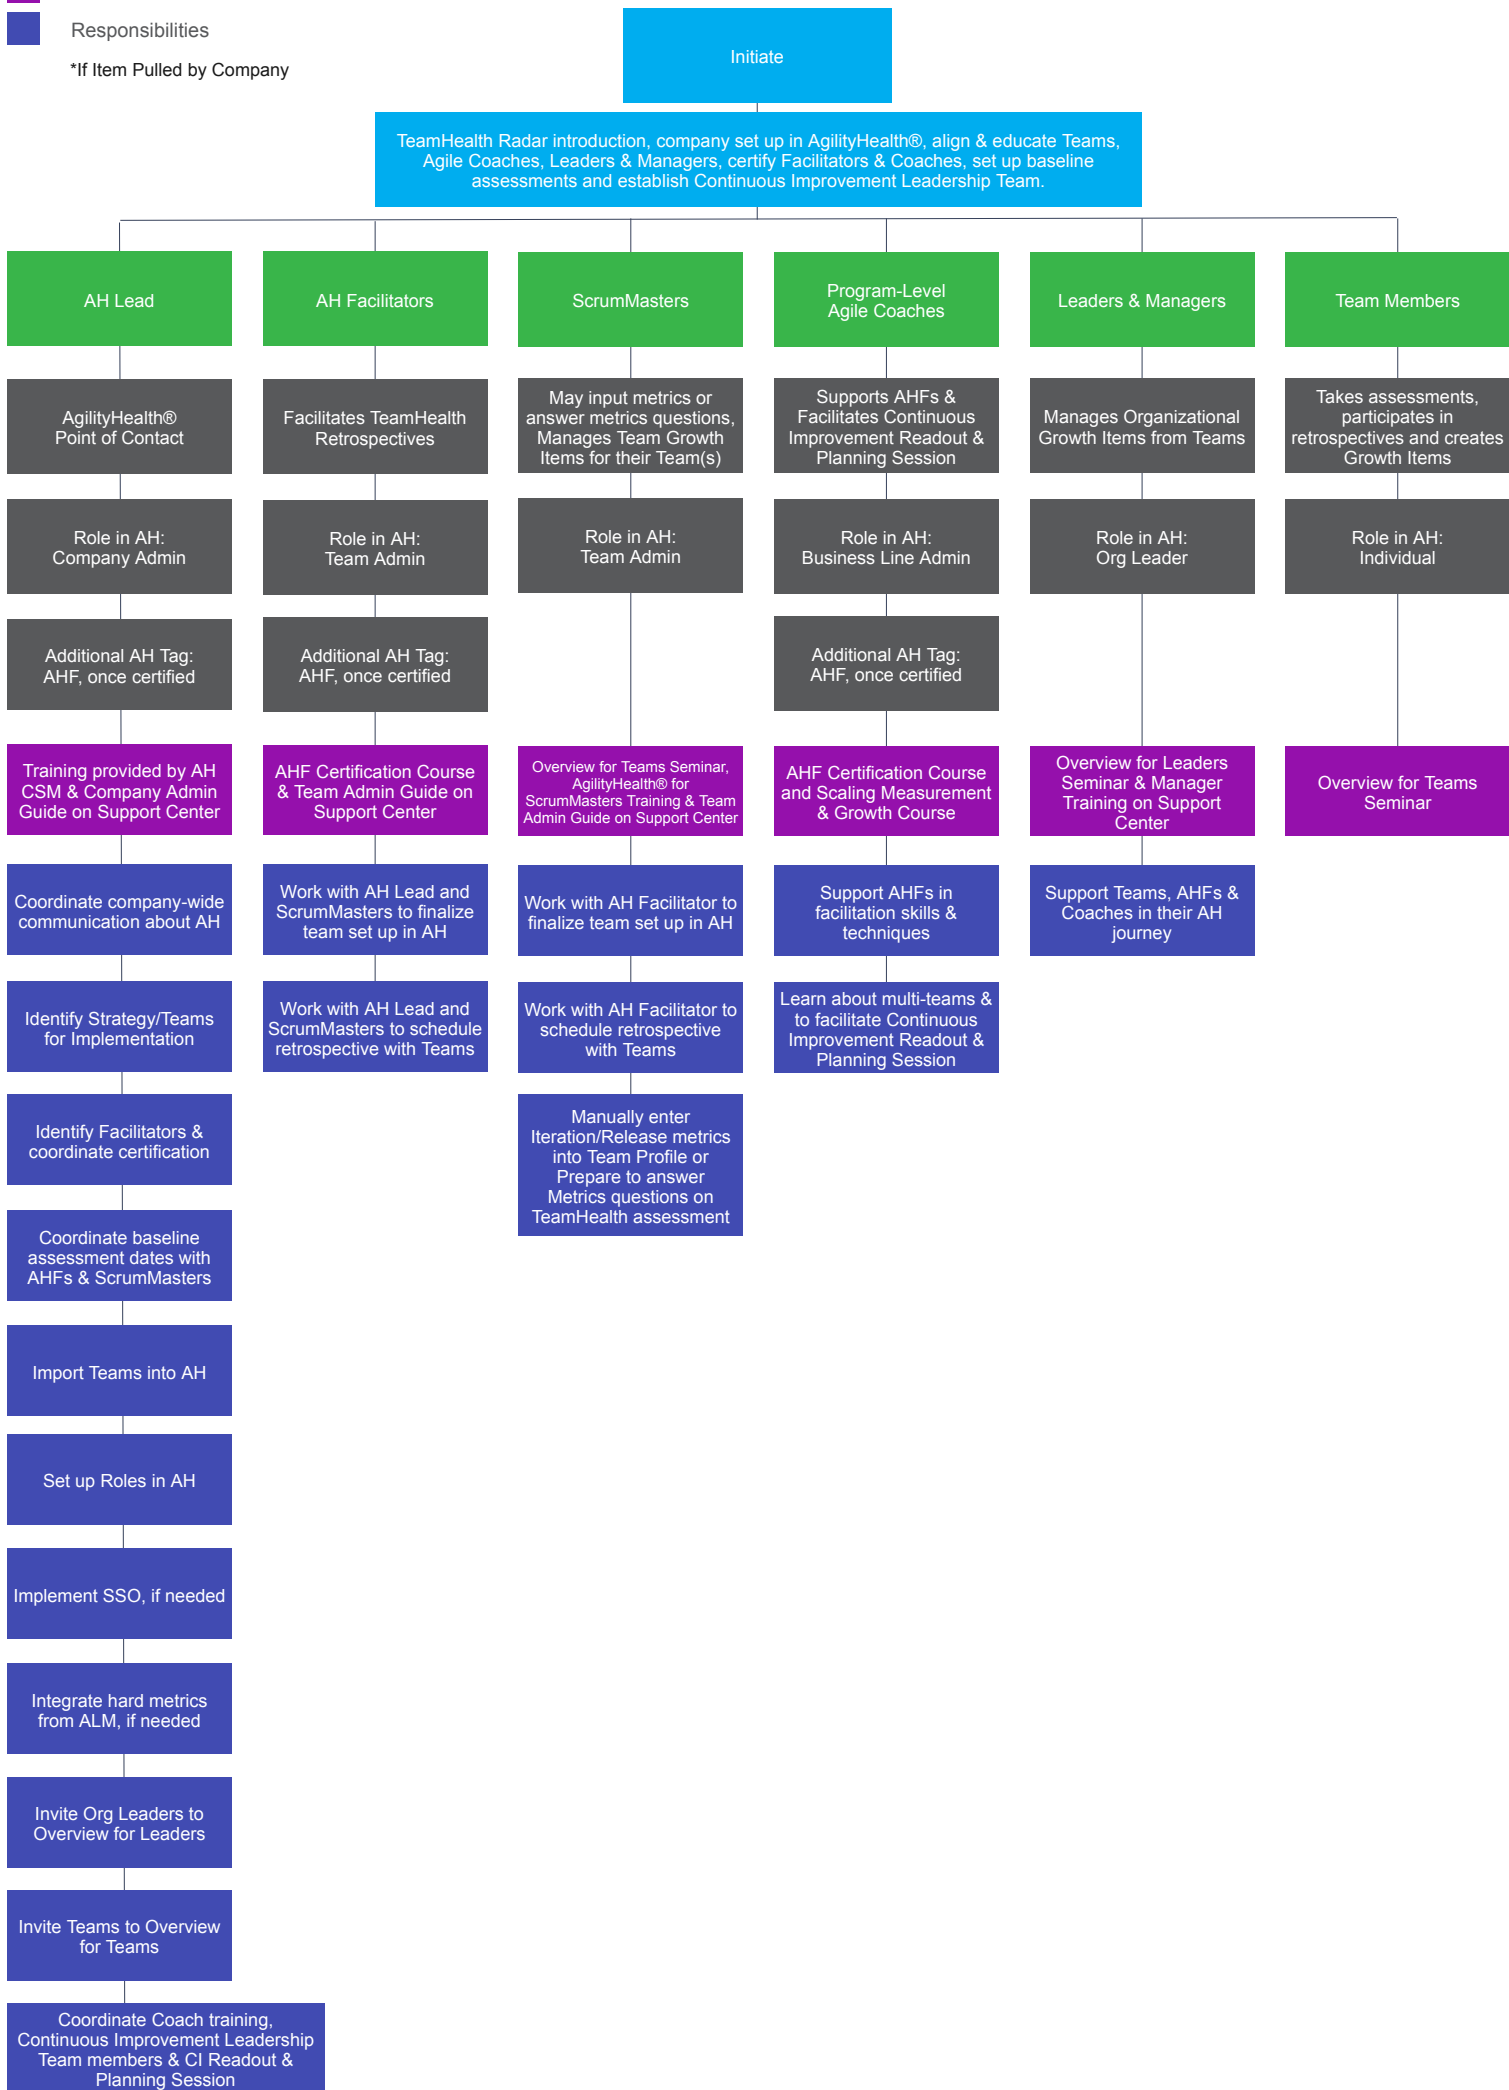 Responsibilities
*If Item Pulled by Company
Initiate
TeamHealth Radar introduction, company set up in AgilityHealth®, align & educate Teams,
Agile Coaches, Leaders & Managers, certify Facilitators & Coaches, set up baseline
assessments and establish Continuous Improvement Leadership Team.
AH Lead
AgilityHealth®
Point of Contact
Role in AH:
Company Admin
Additional AH Tag:
AHF, once certified
Training provided by AH
CSM & Company Admin
Guide on Support Center
Coordinate company-wide
communication about AH
Identify Strategy/Teams
for Implementation
Identify Facilitators &
coordinate certification
Coordinate baseline
assessment dates with
AHFs & ScrumMasters
Import Teams into AH
Set up Roles in AH
Implement SSO, if needed
Integrate hard metrics
from ALM, if needed
Invite Org Leaders to
Overview for Leaders
Invite Teams to Overview
for Teams
Coordinate Coach training,
Continuous Improvement Leadership
Team members & CI Readout &
Planning Session
AH Facilitators
Facilitates TeamHealth
Retrospectives
Role in AH:
Team Admin
Additional AH Tag:
AHF, once certified
AHF Certification Course
& Team Admin Guide on
Support Center
Work with AH Lead and
ScrumMasters to finalize
team set up in AH
Work with AH Lead and
ScrumMasters to schedule
retrospective with Teams
ScrumMasters
May input metrics or
answer metrics questions,
Manages Team Growth
Items for their Team(s)
Role in AH:
Team Admin
Overview for Teams Seminar,
AgilityHealth® for
ScrumMasters Training & Team
Admin Guide on Support Center
Work with AH Facilitator to
finalize team set up in AH
Work with AH Facilitator to
schedule retrospective
with Teams
Manually enter
Iteration/Release metrics
into Team Profile or
Prepare to answer
Metrics questions on
TeamHealth assessment
Program-Level
Agile Coaches
Supports AHFs &
Facilitates Continuous
Improvement Readout &
Planning Session
Role in AH:
Business Line Admin
Additional AH Tag:
AHF, once certified
AHF Certification Course
and Scaling Measurement
& Growth Course
Support AHFs in
facilitation skills &
techniques
Learn about multi-teams &
to facilitate Continuous
Improvement Readout &
Planning Session
Leaders & Managers
Manages Organizational
Growth Items from Teams
Role in AH:
Org Leader
Overview for Leaders
Seminar & Manager
Training on Support
Center
Support Teams, AHFs &
Coaches in their AH
journey
Team Members
Takes assessments,
participates in
retrospectives and creates
Growth Items
Role in AH:
Individual
Overview for Teams
Seminar